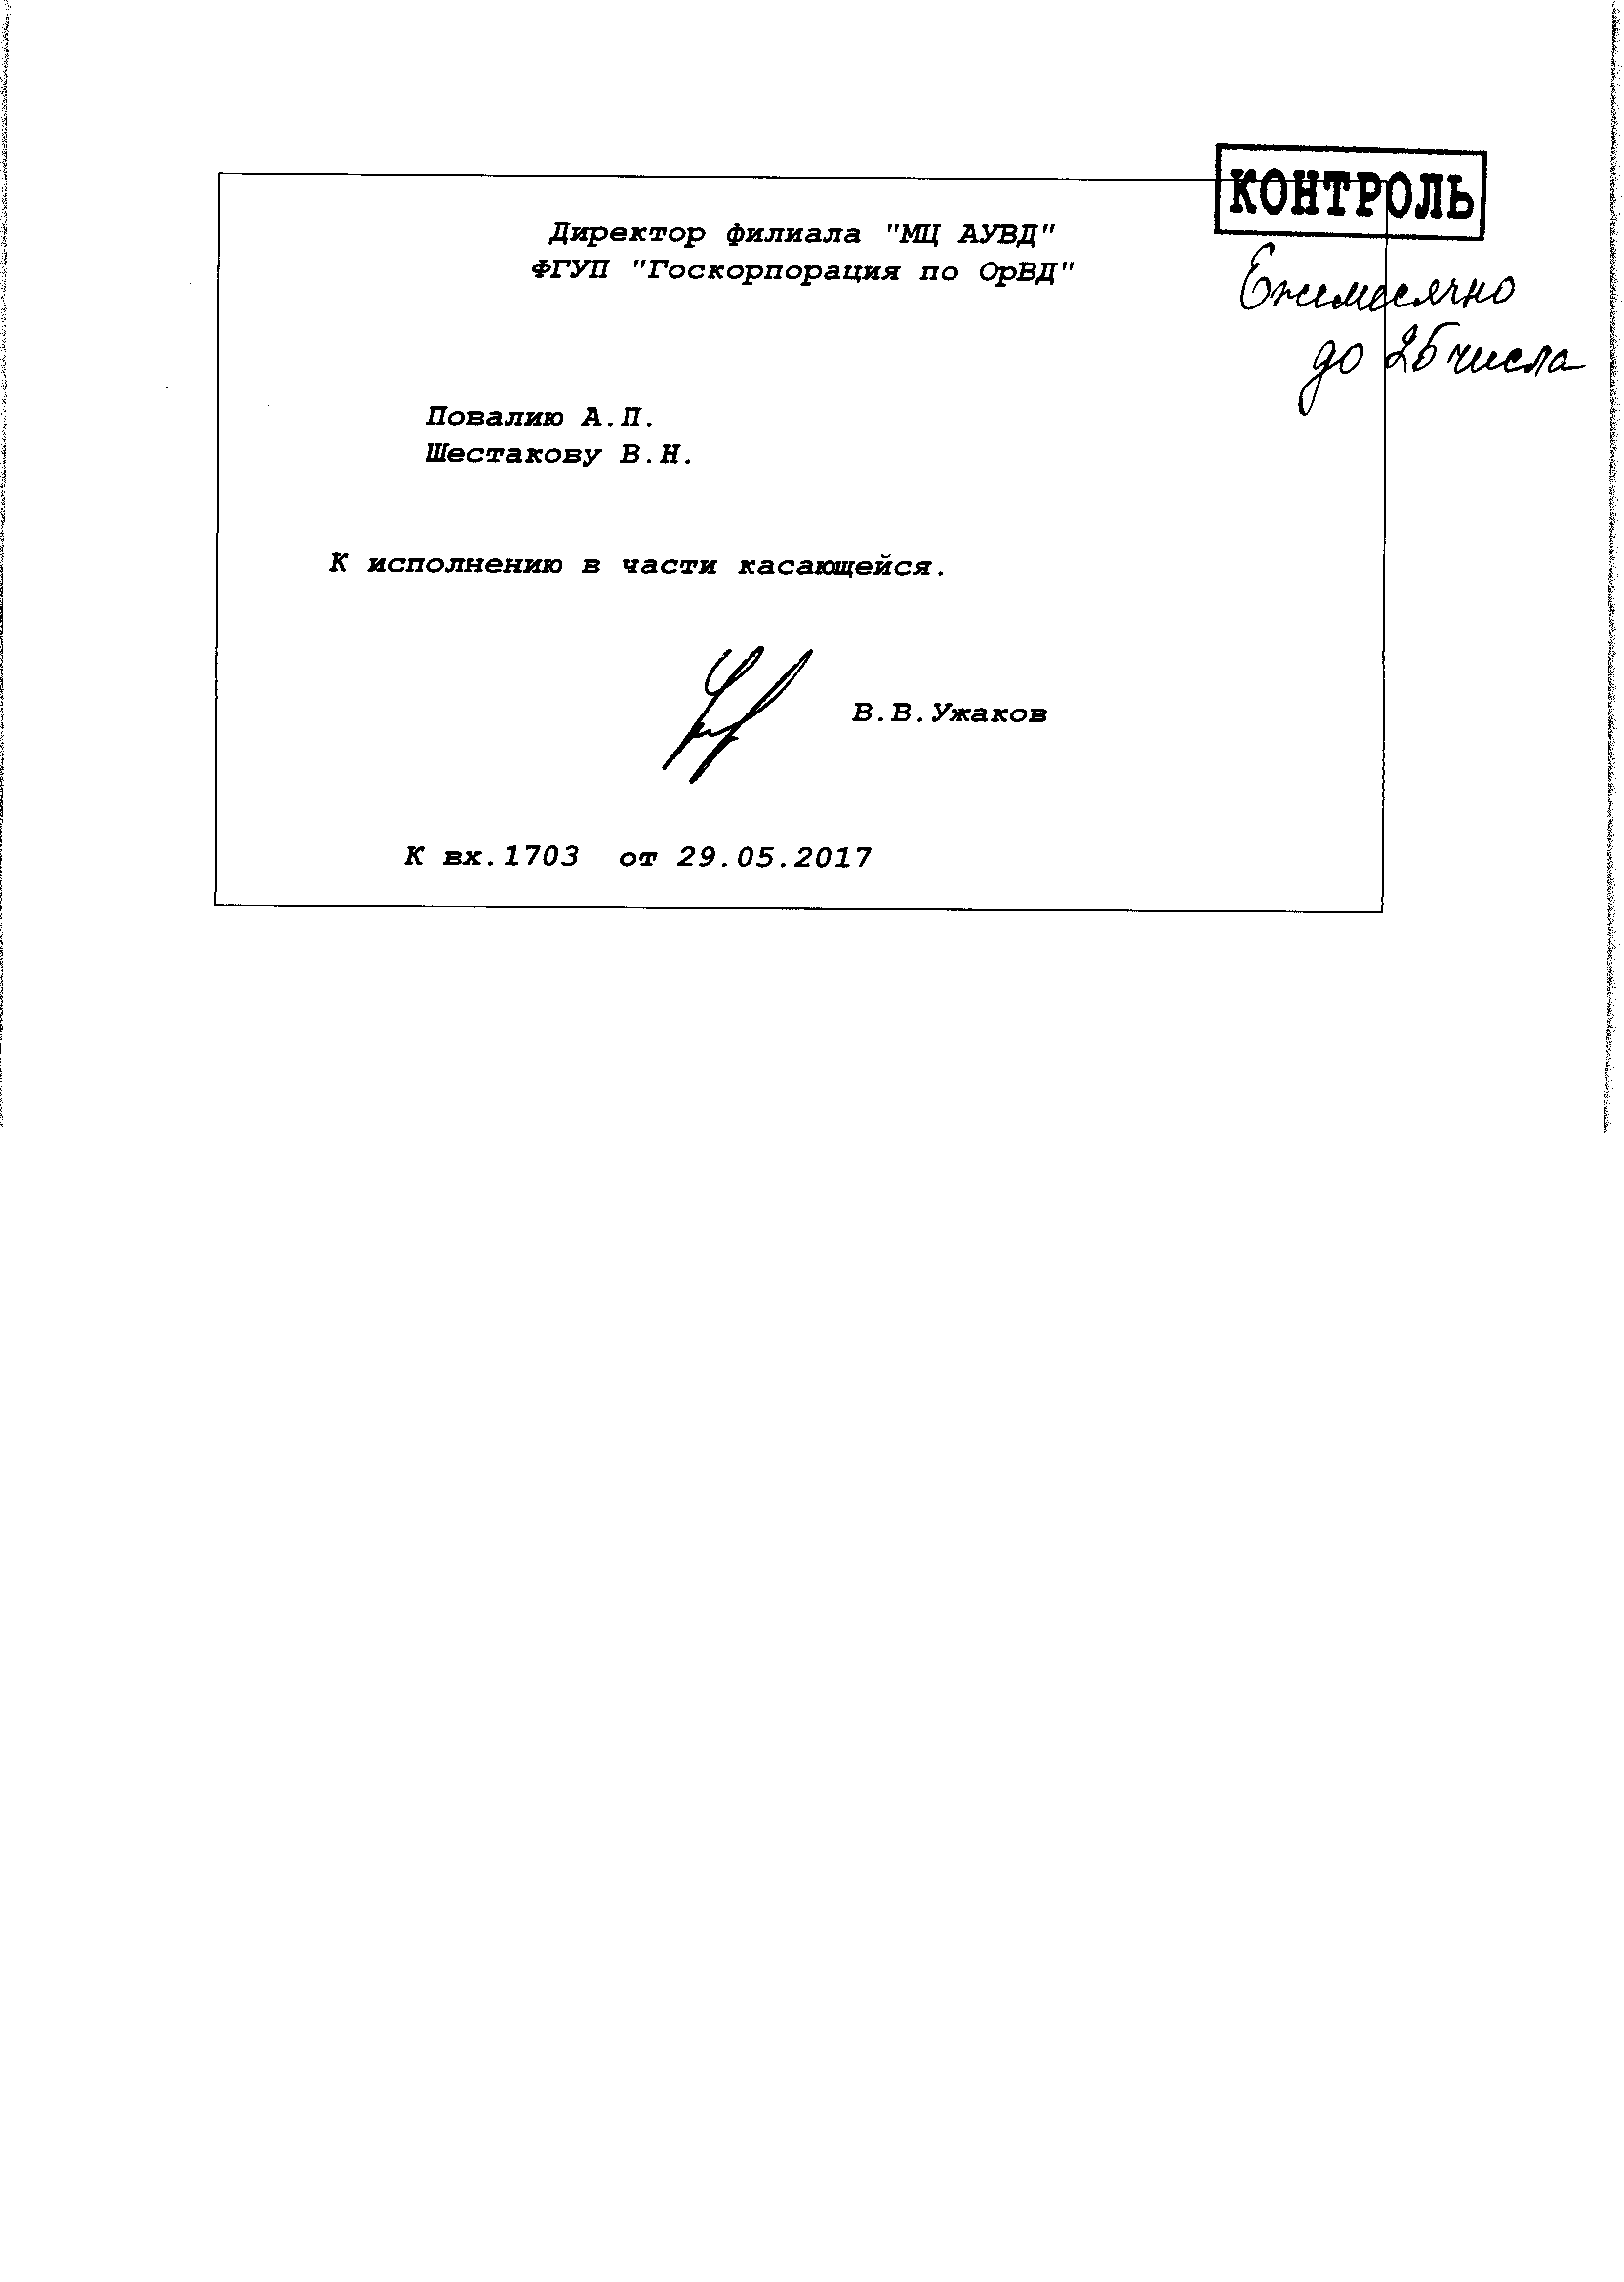 КОНТРОЛЬ
Ежемесячно
до 25 числа
Директор филиала "МЦ АУВД"
ФГУП "Госкорпорация по ОрВД"
Повалию А.П.
Шестакову В.Н.
К исполнению в части касающейся.
В.В.Ужаков
К вх.1703 от 29.05.2017